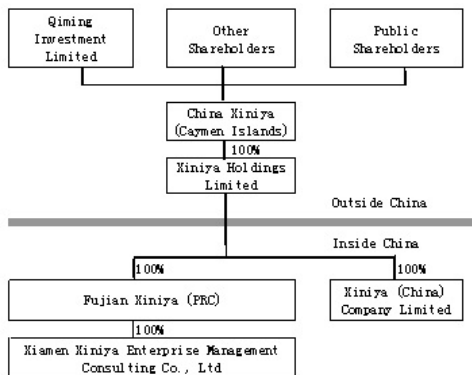 Qiming
Investment
Limited
Other
Shareholders
Public
Shareholders
China Xiniya
(Caymen Islands)
100%
Xiniya Holdings
Limited
Outside China
Inside China
100%
100%
Fujian Xiniya (PRC)
Xiniya (China)
Company Limited
100%
Xiamen Xiniya Enterprise Management
Consulting Co., Ltd